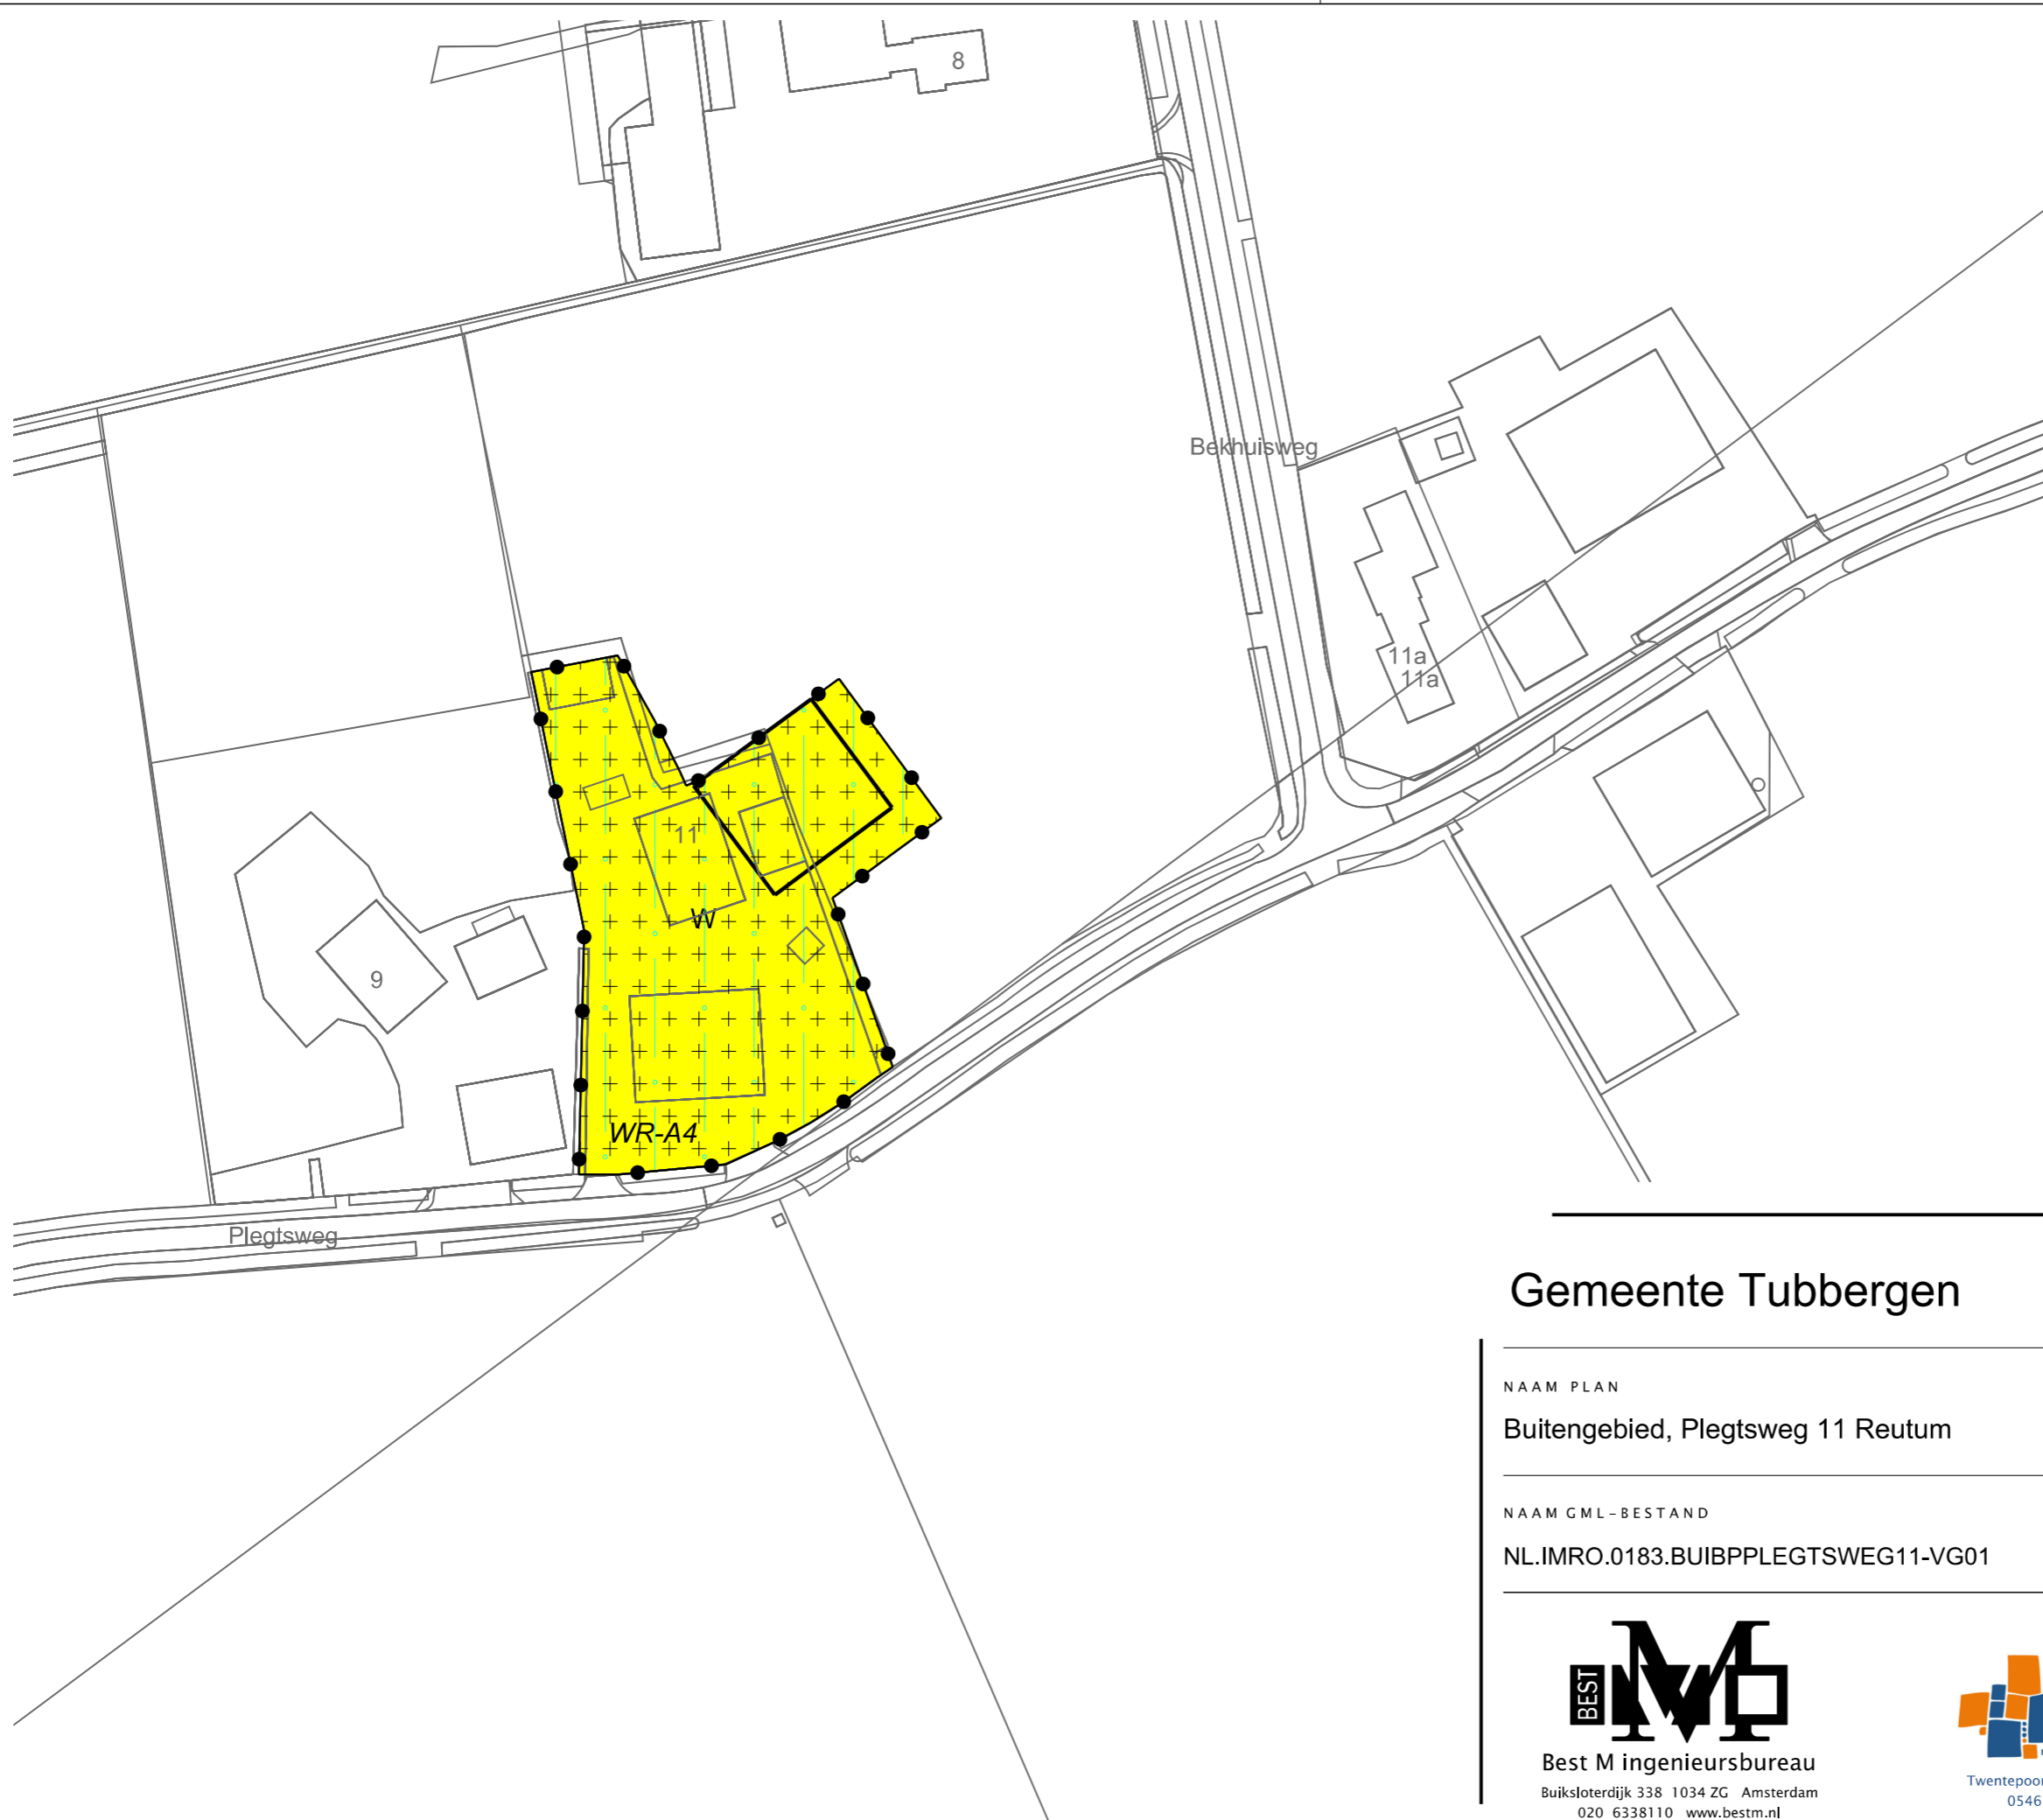 8
Bekhuisweg
11a
11a
11
W
9
WR-A4
Plegtsweg
Gemeente Tubbergen
NAAM PLAN
Buitengebied, Plegtsweg 11 Reutum
NAAM GML-BESTAND
NL.IMRO.0183.BUIBPPLEGTSWEG11-VG01
BEST
M
Best M ingenieursbureau
Buiksloterdijk 338 1034 ZG Amsterdam
020 6338110 www.bestm.nl
Twentepoor
0546